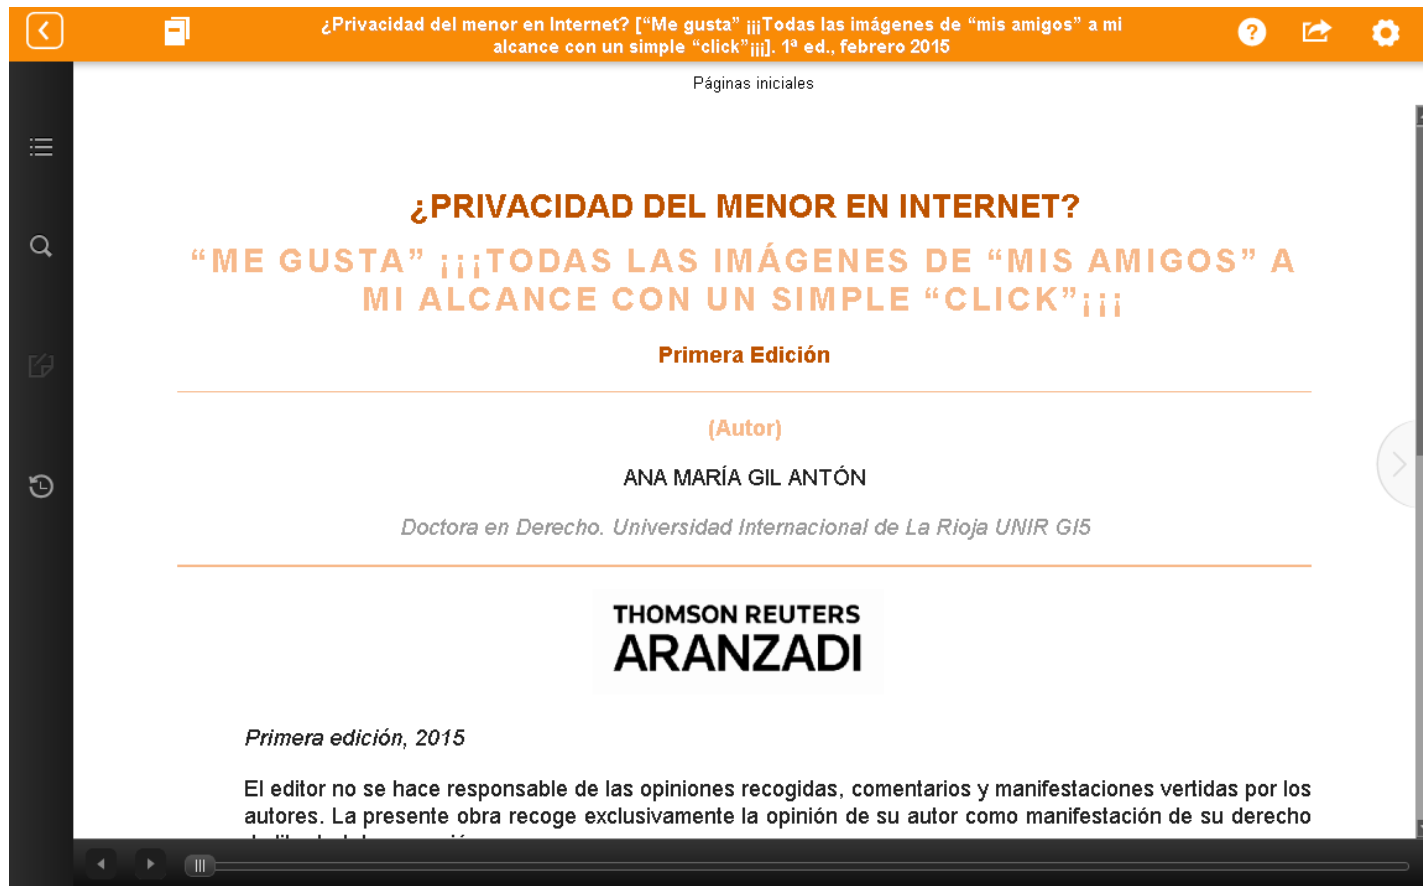 ¿Privacidad del menor en Internet? [“Me gusta” ¡¡¡Todas las imágenes de “mis amigos” a mi
alcance con un simple “click”¡¡¡]. 1ª ed., febrero 2015
Páginas iniciales
¿PRIVACIDAD DEL MENOR EN INTERNET?
“ME GUSTA” ¡¡¡TODAS LAS IMÁGENES DE “MIS AMIGOS” A
MI ALCANCE CON UN SIMPLE “CLICK”¡¡¡
Primera Edición
(Autor)
ANA MARÍA GIL ANTÓN
Doctora en Derecho. Universidad Internacional de La Rioja UNIR GI5
THOMSON REUTERS
ARANZADI
Primera edición, 2015
El editor no se hace responsable de las opiniones recogidas, comentarios y manifestaciones vertidas por los
autores. La presente obra recoge exclusivamente la opinión de su autor como manifestación de su derecho